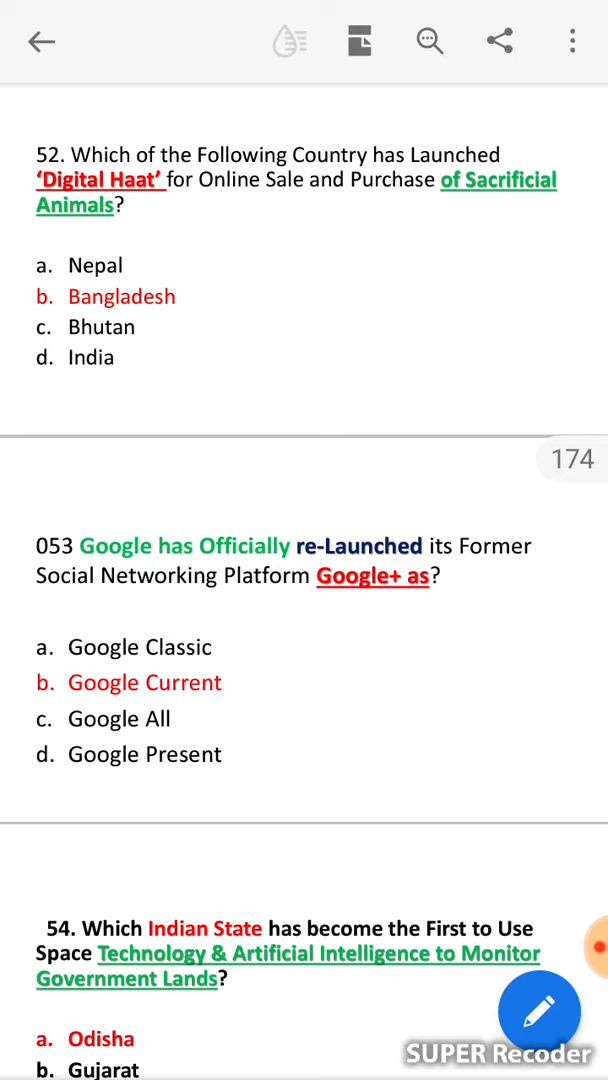 52. Which of the Following Country has Launched
‘Digital Haat’ for Online Sale and Purchase of Sacrificial
Animals?
a. Nepal
b. Bangladesh
c. Bhutan
d. India
174
053 Google has Officially re-Launched its Former
Social Networking Platform Google+ as?
a. Google Classic
b. Google Current
c. Google All
d. Google Present
54. Which Indian State has become the First to Use
Space Technology & Artificial Intelligence to Monitor
Government Lands?
a. Odisha
b. Gujarat
SUPER Recoder